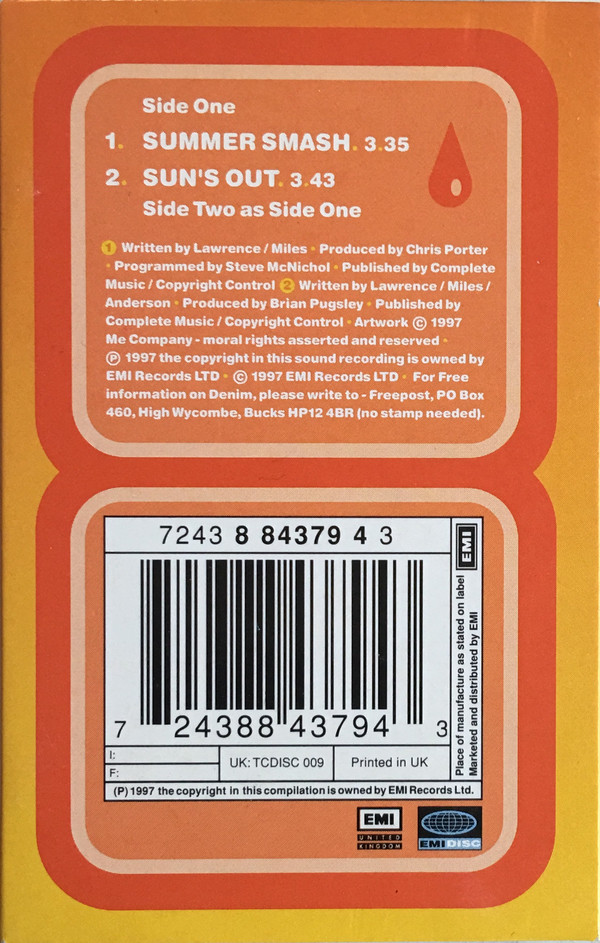 Side One
1. SUMMER SMASH. 3.35
2. SUN'S OUT. 3.43
Side Two as Side One
1 Written by Lawrence / Miles • Produced by Chris Porter
• Programmed by Steve McNichol • Published by Complete
Music / Copyright Control 2 Written by Lawrence / Miles /
Anderson • Produced by Brian Pugsley • Published by
Complete Music / Copyright Control • Artwork © 1997
Me Company - moral rights asserted and reserved •
℗ 1997 the copyright in this sound recording is owned by
EMI Records LTD • © 1997 EMI Records LTD • For Free
information on Denim, please write to - Freepost, PO Box
460, High Wycombe, Bucks HP12 4BR (no stamp needed).
7243 8 84379 4 3
EMI
Place of manufacture as stated on label
Marketed and distributed by EMI
7 24388 43794 3
I:
F:
UK: TCDISC 009
Printed in UK
(P) 1997 the copyright in this compilation is owned by EMI Records Ltd.
EMI
UNITED
KINGDOM
EMIDISC